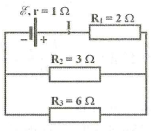 ℰ, r = 1 Ω
I
R₁ = 2 Ω
− +
R₂ = 3 Ω
R₃ = 6 Ω